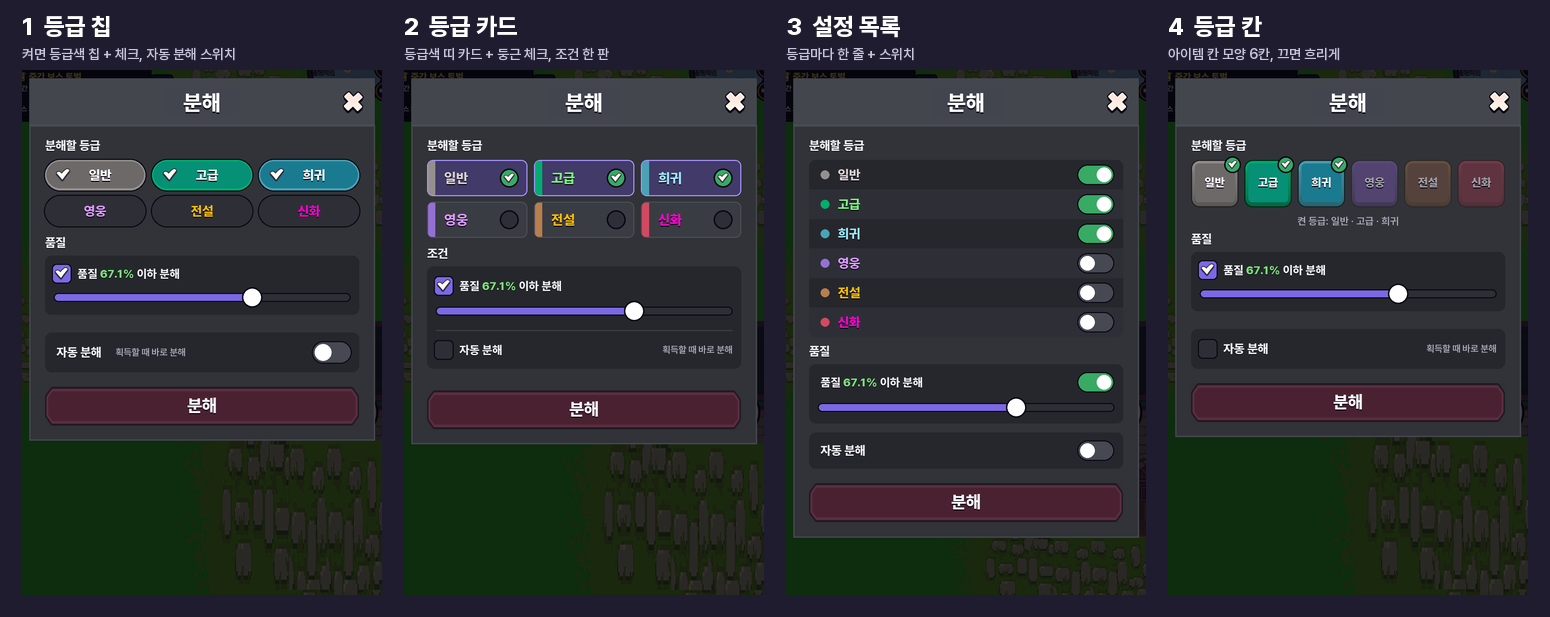 1 등급 칩
켜면 등급색 칩 + 체크, 자동 분해 스위치
분해
분해할 등급
일반 고급 희귀
영웅 전설 신화
품질
품질 67.1% 이하 분해
자동 분해 획득할 때 바로 분해
분해
2 등급 카드
등급색 띠 카드 + 둥근 체크, 조건 한 판
분해
분해할 등급
일반 고급 희귀
영웅 전설 신화
조건
품질 67.1% 이하 분해
자동 분해 획득할 때 바로 분해
분해
3 설정 목록
등급마다 한 줄 + 스위치
분해
분해할 등급
일반
고급
희귀
영웅
전설
신화
품질
품질 67.1% 이하 분해
자동 분해
분해
4 등급 칸
아이템 칸 모양 6칸, 끄면 흐리게
분해
분해할 등급
일반 고급 희귀 영웅 전설 신화
켠 등급: 일반 · 고급 · 희귀
품질
품질 67.1% 이하 분해
자동 분해 획득할 때 바로 분해
분해